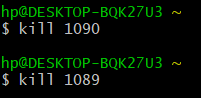 hp@DESKTOP-BQK27U3 ~
$ kill 1090
hp@DESKTOP-BQK27U3 ~
$ kill 1089